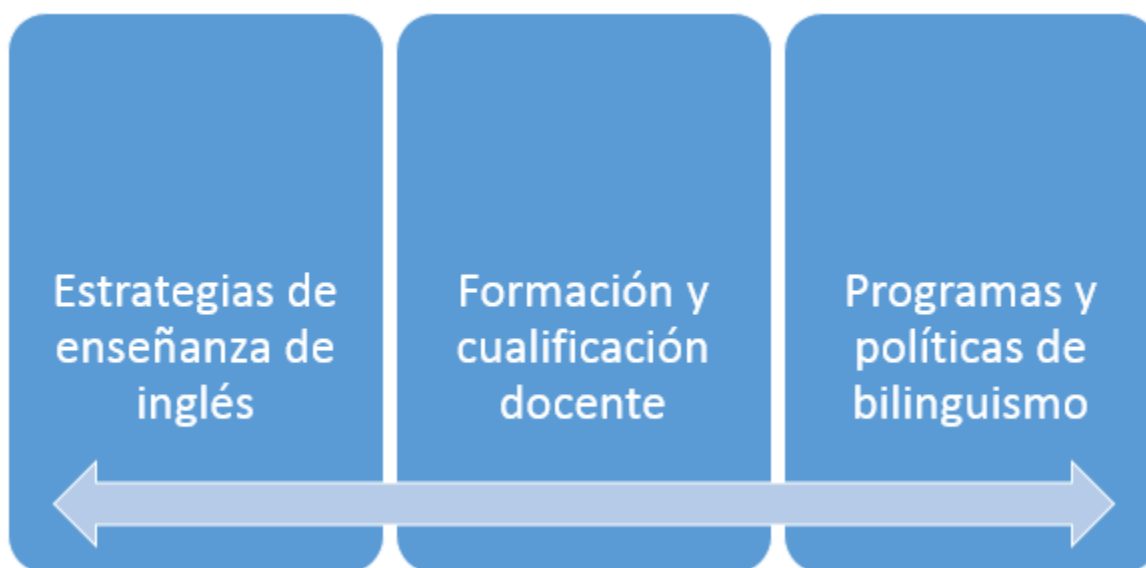 Estrategias de
enseñanza de
inglés
Formación y
cualificación
docente
Programas y
políticas de
bilinguismo